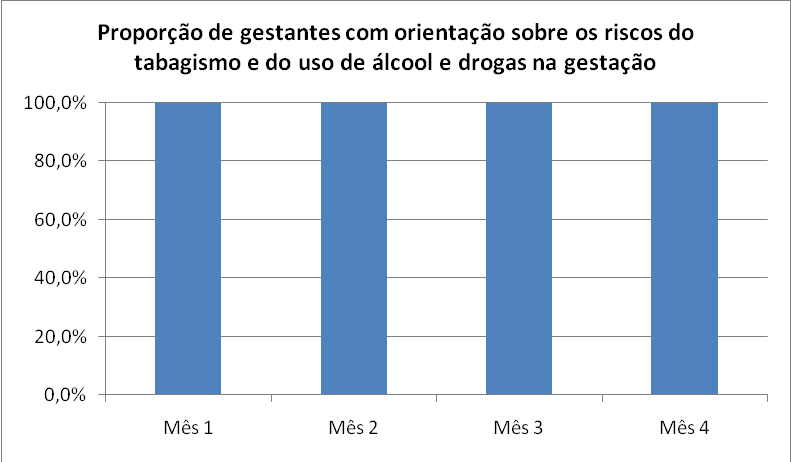 Proporção de gestantes com orientação sobre os riscos do
tabagismo e do uso de álcool e drogas na gestação
100,0%
80,0%
60,0%
40,0%
20,0%
0,0%
Mês 1 Mês 2 Mês 3 Mês 4